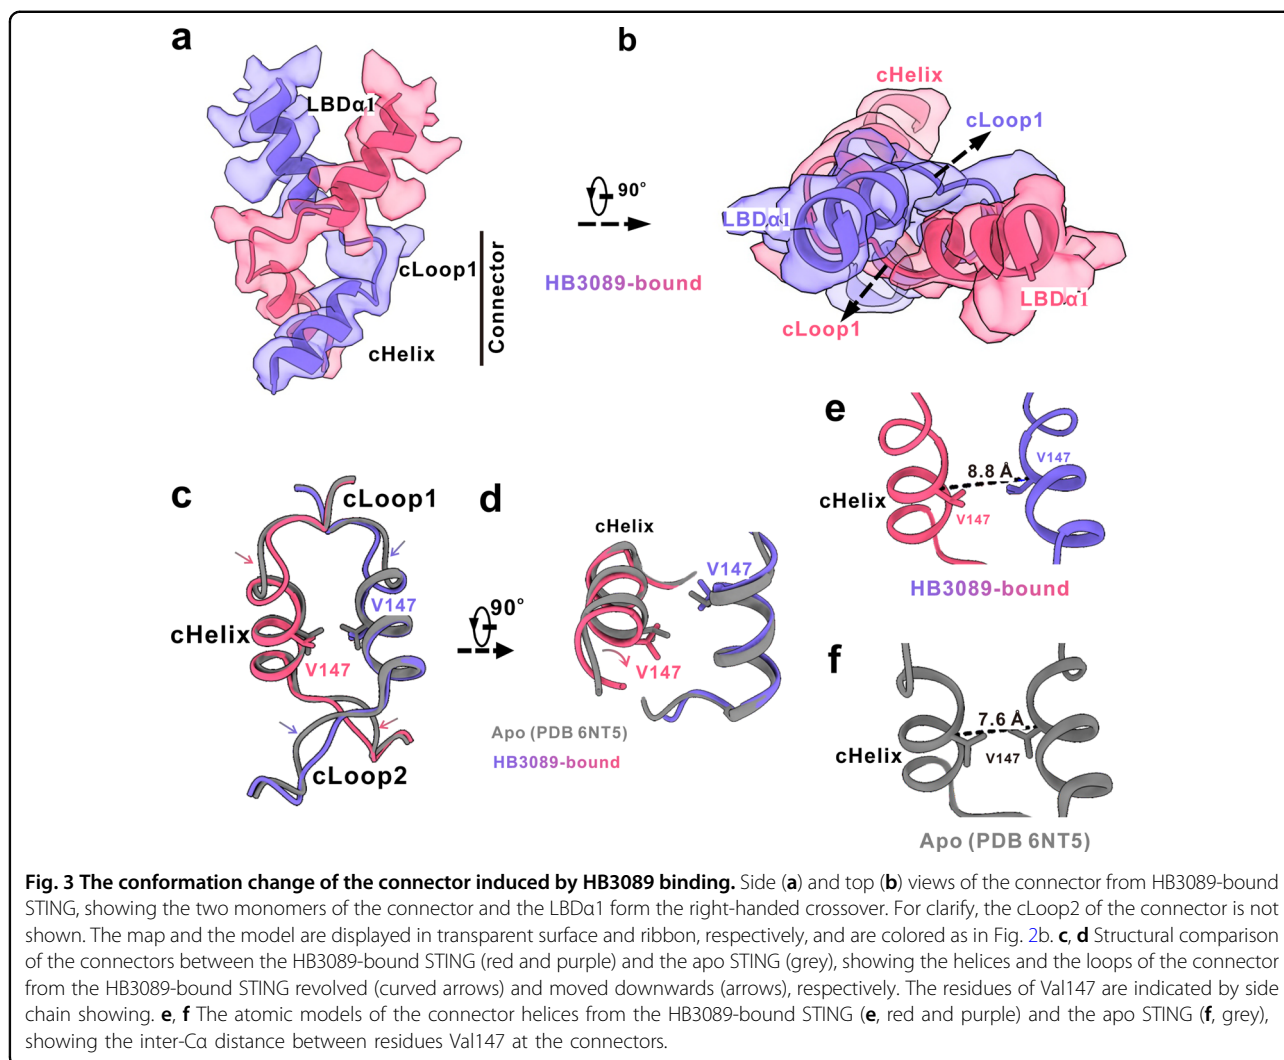 a
LBDα1
cLoop1
cHelix
Connector
90°
HB3089-bound
b
cHelix
cLoop1
LBDα1
LBDα1
cLoop1
c
cLoop1
V147
cHelix
V147
cLoop2
90°
d
cHelix
V147
V147
Apo (PDB 6NT5)
HB3089-bound
e
8.8 Å
V147
cHelix
V147
HB3089-bound
f
7.6 Å
cHelix
V147
Apo (PDB 6NT5)
Fig. 3 The conformation change of the connector induced by HB3089 binding. Side (a) and top (b) views of the connector from HB3089-bound
STING, showing the two monomers of the connector and the LBDα1 form the right-handed crossover. For clarify, the cLoop2 of the connector is not
shown. The map and the model are displayed in transparent surface and ribbon, respectively, and are colored as in Fig. 2b. c, d Structural comparison
of the connectors between the HB3089-bound STING (red and purple) and the apo STING (grey), showing the helices and the loops of the connector
from the HB3089-bound STING revolved (curved arrows) and moved downwards (arrows), respectively. The residues of Val147 are indicated by side
chain showing. e, f The atomic models of the connector helices from the HB3089-bound STING (e, red and purple) and the apo STING (f, grey),
showing the inter-Cα distance between residues Val147 at the connectors.